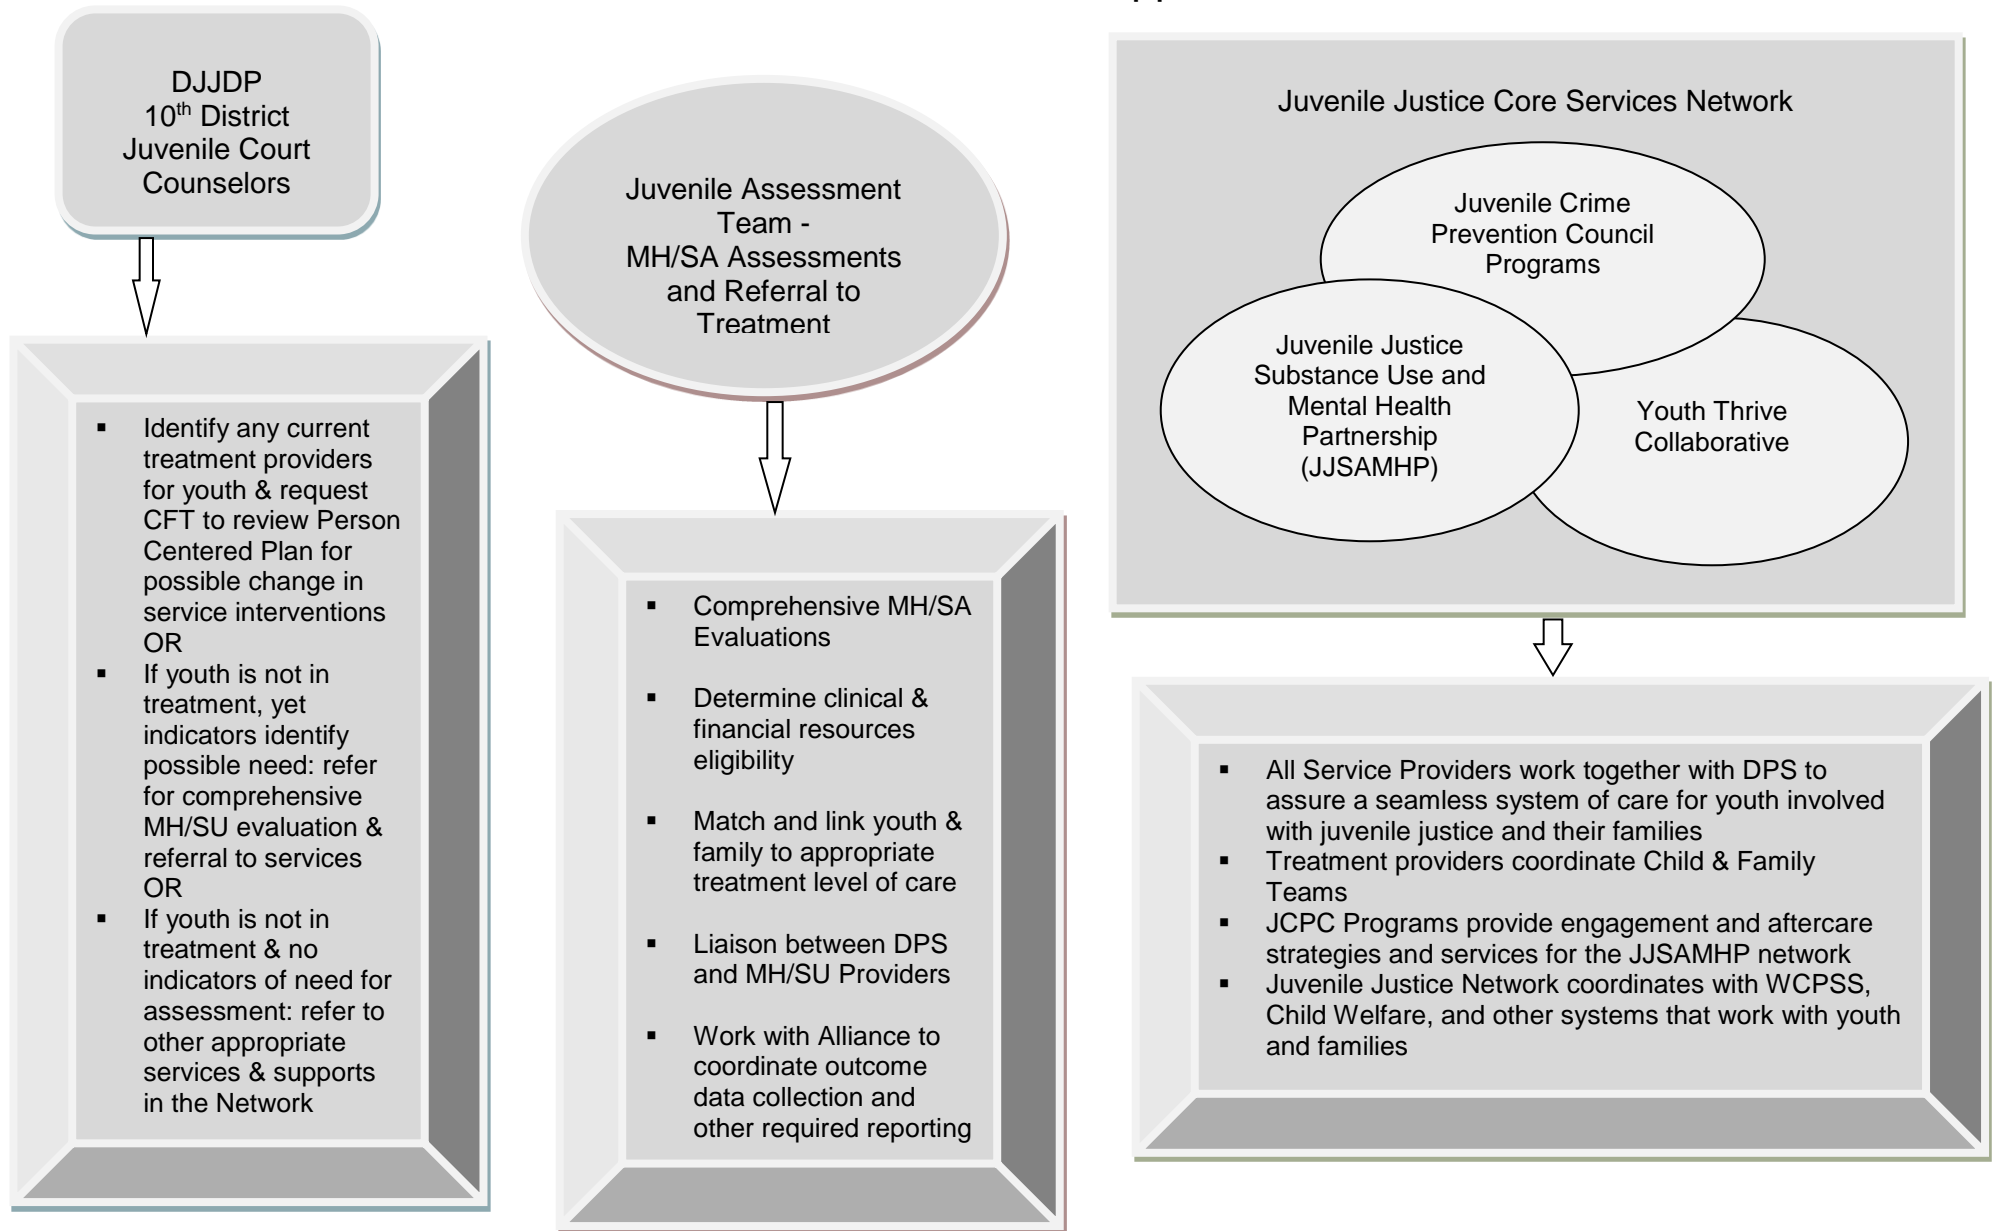 DJJDP
10th District
Juvenile Court
Counselors
▪ Identify any current
treatment providers
for youth & request
CFT to review Person
Centered Plan for
possible change in
service interventions
OR
▪ If youth is not in
treatment, yet
indicators identify
possible need: refer
for comprehensive
MH/SU evaluation &
referral to services
OR
▪ If youth is not in
treatment & no
indicators of need for
assessment: refer to
other appropriate
services & supports
in the Network
Juvenile Assessment
Team -
MH/SA Assessments
and Referral to
Treatment
▪ Comprehensive MH/SA
Evaluations
▪ Determine clinical &
financial resources
eligibility
▪ Match and link youth &
family to appropriate
treatment level of care
▪ Liaison between DPS
and MH/SU Providers
▪ Work with Alliance to
coordinate outcome
data collection and
other required reporting
Juvenile Justice Core Services Network
Juvenile Crime
Prevention Council
Programs
Juvenile Justice
Substance Use and
Mental Health
Partnership
(JJSAMHP)
Youth Thrive
Collaborative
▪ All Service Providers work together with DPS to
assure a seamless system of care for youth involved
with juvenile justice and their families
▪ Treatment providers coordinate Child & Family
Teams
▪ JCPC Programs provide engagement and aftercare
strategies and services for the JJSAMHP network
▪ Juvenile Justice Network coordinates with WCPSS,
Child Welfare, and other systems that work with youth
and families